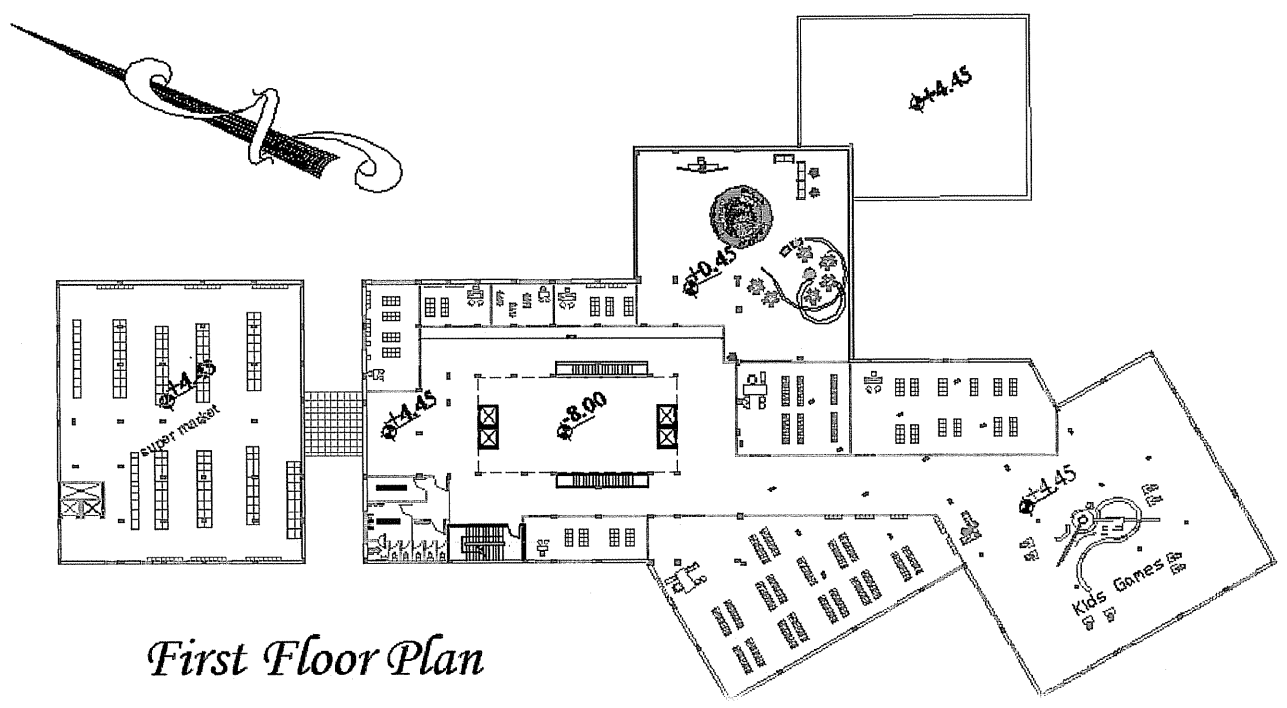 +4.45
+0.45
+4.45
super market
+4.45
-8.00
+4.45
Kids Games
First Floor Plan